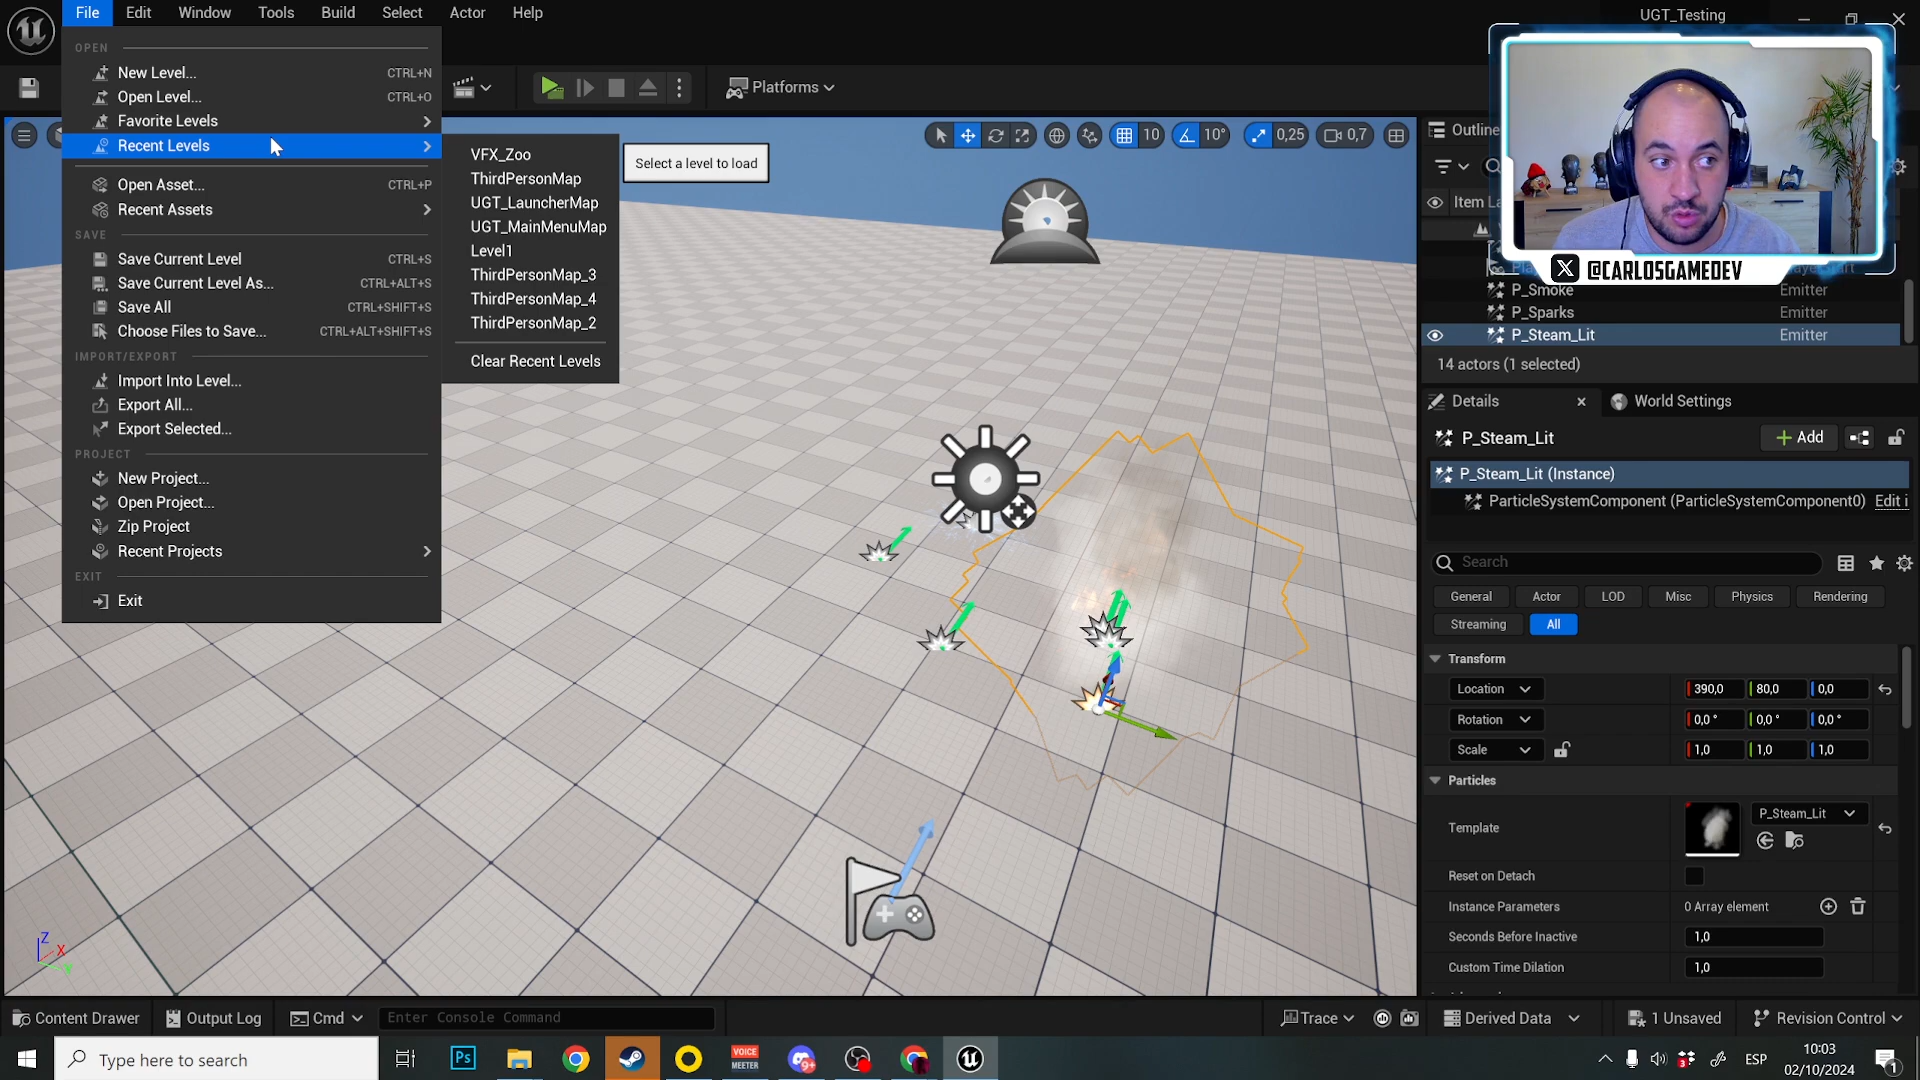 File Edit Window Tools Build Select Actor Help
UGT_Testing
OPEN
New Level... CTRL+N
Open Level... CTRL+O
Favorite Levels
Recent Levels
Open Asset... CTRL+P
Recent Assets
SAVE
Save Current Level CTRL+S
Save Current Level As... CTRL+ALT+S
Save All CTRL+SHIFT+S
Choose Files to Save... CTRL+ALT+SHIFT+S
IMPORT/EXPORT
Import Into Level...
Export All...
Export Selected...
PROJECT
New Project...
Open Project...
Zip Project
Recent Projects
EXIT
Exit
VFX_Zoo
ThirdPersonMap
UGT_LauncherMap
UGT_MainMenuMap
Level1
ThirdPersonMap_3
ThirdPersonMap_4
ThirdPersonMap_2
Clear Recent Levels
Select a level to load
Platforms
10 10° 0,25 0,7
@CARLOSGAMEDEV
P_Smoke Emitter
P_Sparks Emitter
P_Steam_Lit Emitter
14 actors (1 selected)
Details World Settings
P_Steam_Lit Add
P_Steam_Lit (Instance)
ParticleSystemComponent (ParticleSystemComponent0) Edit i
Search
General Actor LOD Misc Physics Rendering
Streaming All
Transform
Location 390,0 80,0 0,0
Rotation 0,0 ° 0,0 ° 0,0 °
Scale 1,0 1,0 1,0
Particles
Template P_Steam_Lit
Reset on Detach
Instance Parameters 0 Array element
Seconds Before Inactive 1,0
Custom Time Dilation 1,0
Z X Y
Content Drawer Output Log Cmd Enter Console Command Trace Derived Data 1 Unsaved Revision Control
Type here to search Ps VOICE MEETER ESP
10:03
02/10/2024